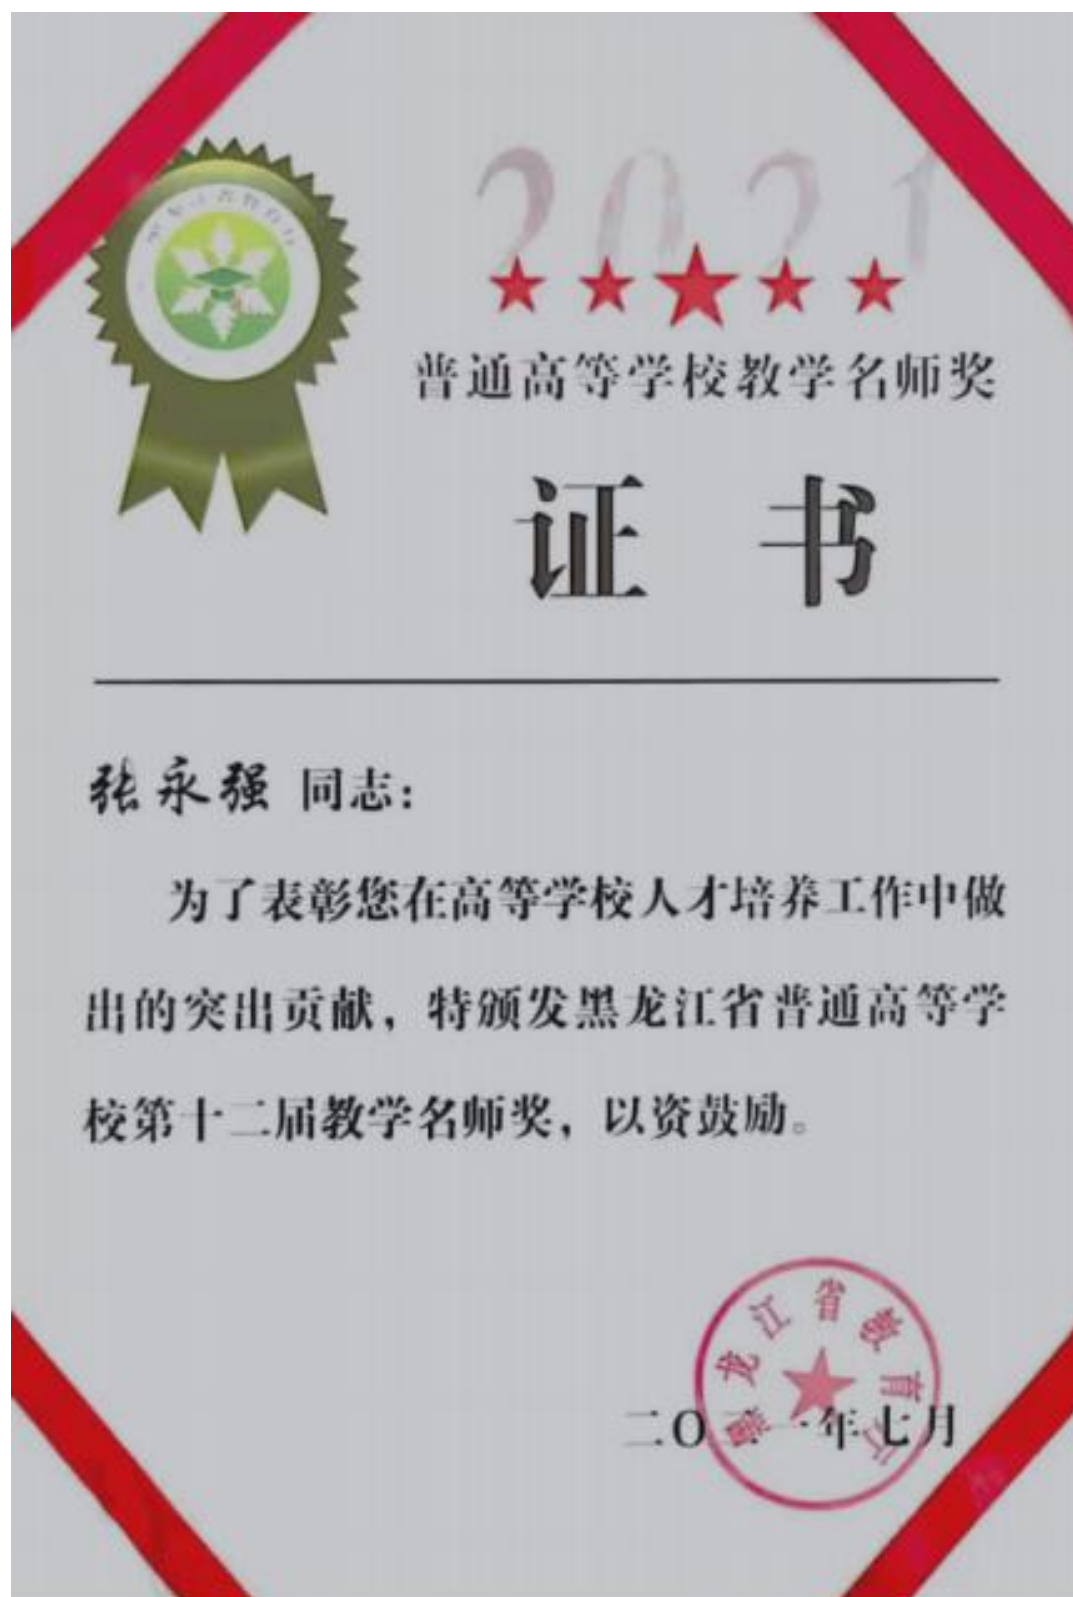 2021
普通高等学校教学名师奖
证 书
张永强 同志：
为了表彰您在高等学校人才培养工作中做
出的突出贡献，特颁发黑龙江省普通高等学
校第十二届教学名师奖，以资鼓励。
黑龙江省教育厅
二〇二一年七月